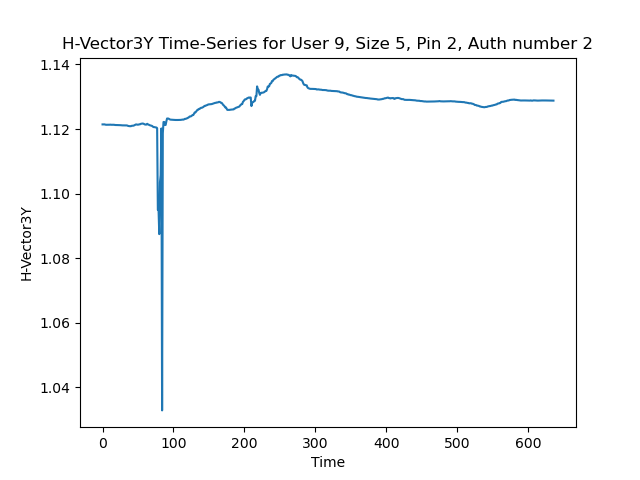 H-Vector3Y Time-Series for User 9, Size 5, Pin 2, Auth number 2
1.14
1.12
1.10
1.08
1.06
1.04
H-Vector3Y
0 100 200 300 400 500 600
Time